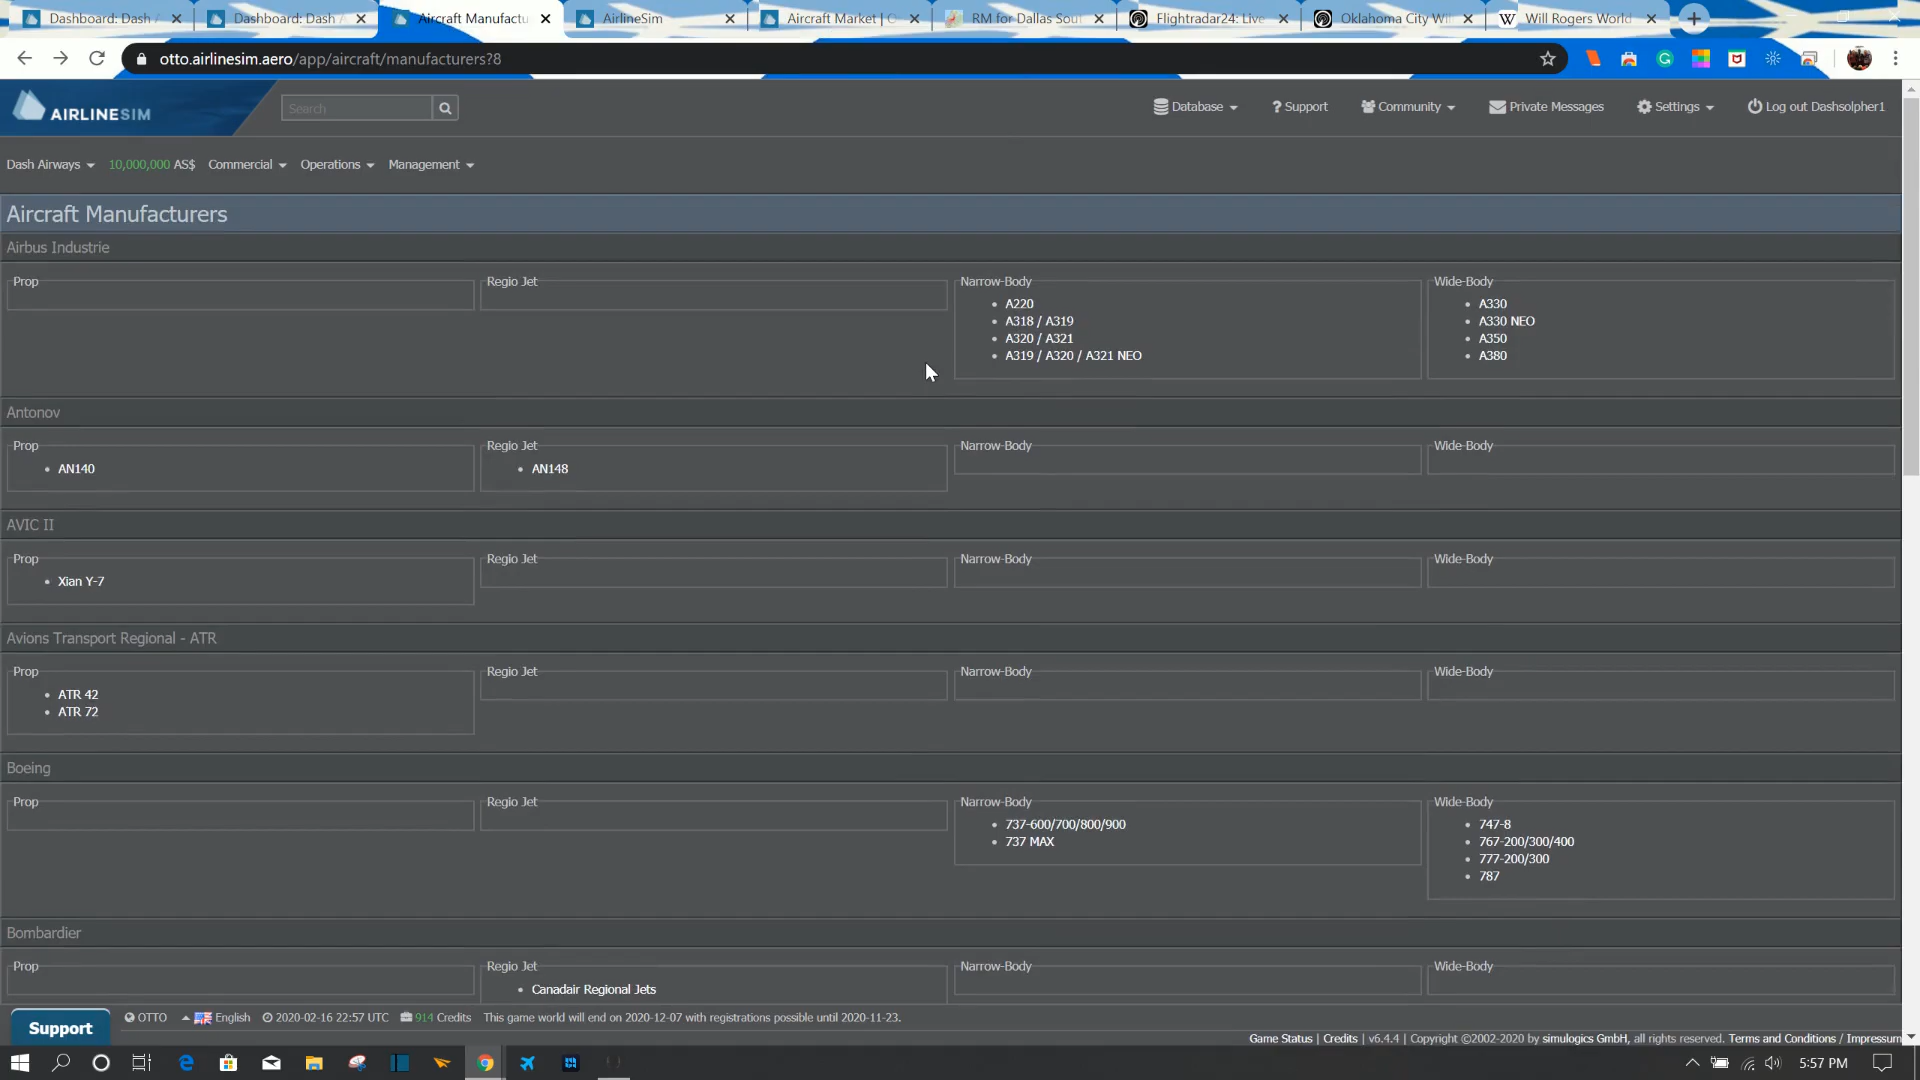 Dashboard: Dash
Dashboard: Dash
Aircraft Manufactu
AirlineSim
Aircraft Market | C
RM for Dallas Sout
Flightradar24: Live
Oklahoma City Wi
Will Rogers World
otto.airlinesim.aero/app/aircraft/manufacturers?8
AIRLINESIM
Search
Database
? Support
Community
Private Messages
Settings
Log out Dashsolpher1
Dash Airways
10,000,000 AS$
Commercial
Operations
Management
Aircraft Manufacturers
Airbus Industrie
Prop
Regio Jet
Narrow-Body
Wide-Body
A220
A318 / A319
A320 / A321
A319 / A320 / A321 NEO
A330
A330 NEO
A350
A380
Antonov
Prop
Regio Jet
Narrow-Body
Wide-Body
AN140
AN148
AVIC II
Prop
Regio Jet
Narrow-Body
Wide-Body
Xian Y-7
Avions Transport Regional - ATR
Prop
Regio Jet
Narrow-Body
Wide-Body
ATR 42
ATR 72
Boeing
Prop
Regio Jet
Narrow-Body
Wide-Body
737-600/700/800/900
737 MAX
747-8
767-200/300/400
777-200/300
787
Bombardier
Prop
Regio Jet
Narrow-Body
Wide-Body
Canadair Regional Jets
Support
OTTO
English
2020-02-16 22:57 UTC
914 Credits
This game world will end on 2020-12-07 with registrations possible until 2020-11-23.
Game Status | Credits | v6.4.4 | Copyright ©2002-2020 by simulogics GmbH, all rights reserved. Terms and Conditions / Impressum
5:57 PM